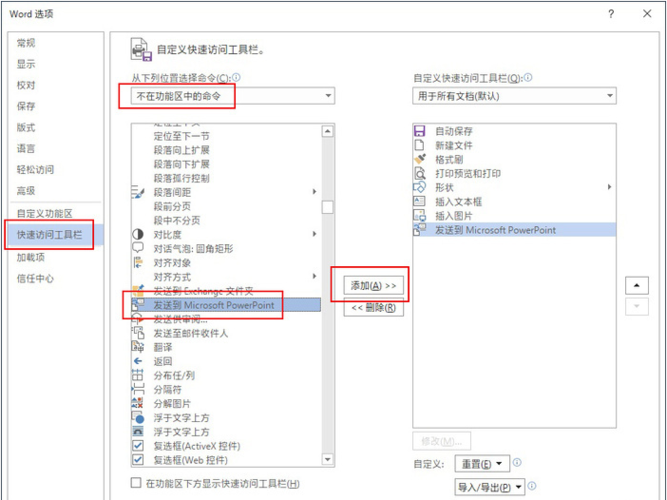 Word 选项
?
常规
显示
校对
保存
版式
语言
轻松访问
高级
自定义功能区
快速访问工具栏
加载项
信任中心
自定义快速访问工具栏。
从下列位置选择命令(C):
不在功能区中的命令
定位至下一节
段落向上扩展
段落向下扩展
段落孤行控制
段落间距
段前分页
段中不分页
对比度
对话气泡: 圆角矩形
对齐对象
对齐方式
发送到 Exchange 文件夹
发送到 Microsoft PowerPoint
发送供审阅...
发送至邮件收件人
翻译
返回
分布任/列
分隔符
分解图片
浮于文字上方
浮于文字上方
复选框(ActiveX 控件)
复选框(Web 控件)
在功能区下方显示快速访问工具栏(H)
添加(A) >>
<< 删除(R)
自定义快速访问工具栏(Q):
用于所有文档(默认)
自动保存
新建文件
格式刷
打印预览和打印
形状
插入文本框
插入图片
发送到 Microsoft PowerPoint
修改(M)...
自定义:
重置(E)
导入/导出(P)